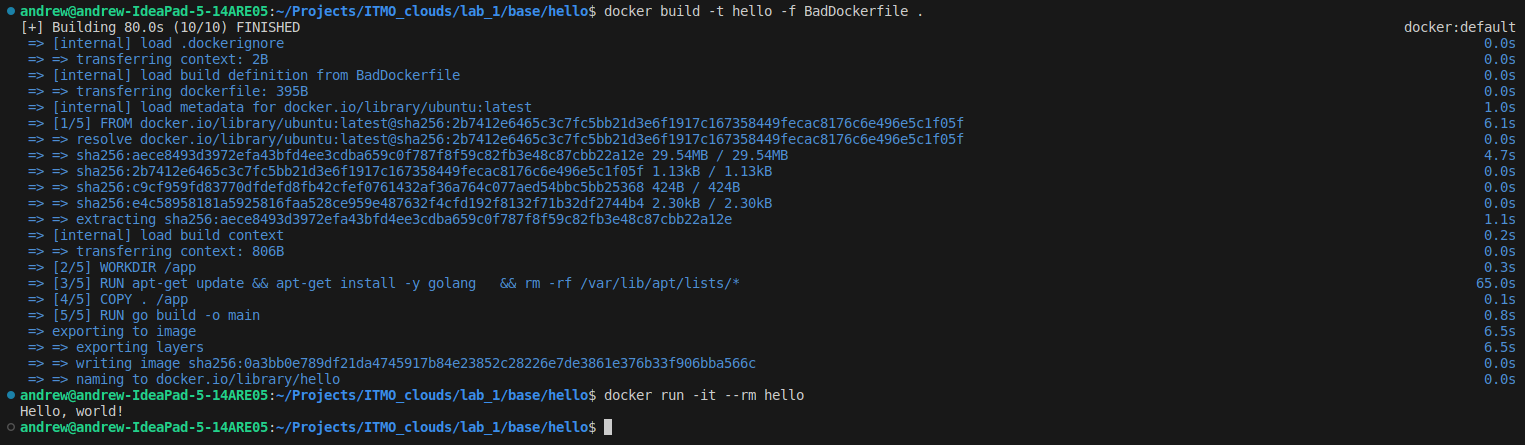 andrew@andrew-IdeaPad-5-14ARE05:~/Projects/ITMO_clouds/lab_1/base/hello$ docker build -t hello -f BadDockerfile .
[+] Building 80.0s (10/10) FINISHED docker:default
=> [internal] load .dockerignore 0.0s
=> => transferring context: 2B 0.0s
=> [internal] load build definition from BadDockerfile 0.0s
=> => transferring dockerfile: 395B 0.0s
=> [internal] load metadata for docker.io/library/ubuntu:latest 1.0s
=> [1/5] FROM docker.io/library/ubuntu:latest@sha256:2b7412e6465c3c7fc5bb21d3e6f1917c167358449fecac8176c6e496e5c1f05f 6.1s
=> => resolve docker.io/library/ubuntu:latest@sha256:2b7412e6465c3c7fc5bb21d3e6f1917c167358449fecac8176c6e496e5c1f05f 0.0s
=> => sha256:aece8493d3972efa43bfd4ee3cdba659c0f787f8f59c82fb3e48c87cbb22a12e 29.54MB / 29.54MB 4.7s
=> => sha256:2b7412e6465c3c7fc5bb21d3e6f1917c167358449fecac8176c6e496e5c1f05f 1.13kB / 1.13kB 0.0s
=> => sha256:c9cf959fd83770dfdefd8fb42cfef0761432af36a764c077aed54bbc5bb25368 424B / 424B 0.0s
=> => sha256:e4c58958181a5925816faa528ce959e487632f4cfd192f8132f71b32df2744b4 2.30kB / 2.30kB 0.0s
=> => extracting sha256:aece8493d3972efa43bfd4ee3cdba659c0f787f8f59c82fb3e48c87cbb22a12e 1.1s
=> [internal] load build context 0.2s
=> => transferring context: 806B 0.0s
=> [2/5] WORKDIR /app 0.3s
=> [3/5] RUN apt-get update && apt-get install -y golang   && rm -rf /var/lib/apt/lists/* 65.0s
=> [4/5] COPY . /app 0.1s
=> [5/5] RUN go build -o main 0.8s
=> exporting to image 6.5s
=> => exporting layers 6.5s
=> => writing image sha256:0a3bb0e789df21da4745917b84e23852c28226e7de3861e376b33f906bba566c 0.0s
=> => naming to docker.io/library/hello 0.0s
andrew@andrew-IdeaPad-5-14ARE05:~/Projects/ITMO_clouds/lab_1/base/hello$ docker run -it --rm hello
Hello, world!
andrew@andrew-IdeaPad-5-14ARE05:~/Projects/ITMO_clouds/lab_1/base/hello$